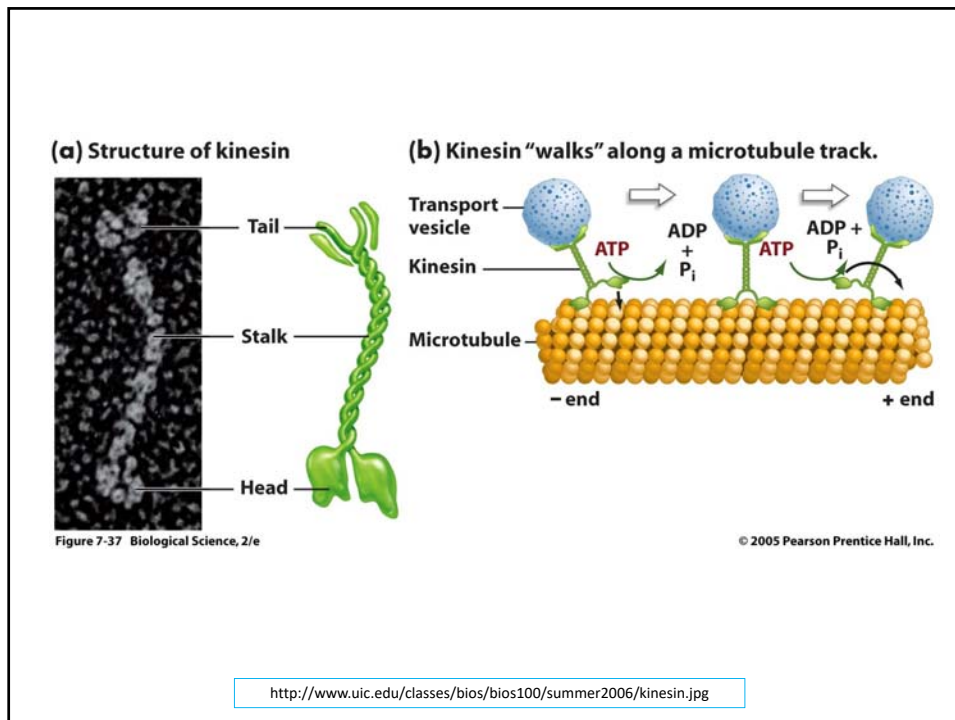 (a) Structure of kinesin
Tail
Stalk
Head
Figure 7-37 Biological Science, 2/e
(b) Kinesin “walks” along a microtubule track.
Transport
vesicle
Kinesin
Microtubule
ATP
ADP
+
Pi
ATP
ADP +
Pi
– end
+ end
© 2005 Pearson Prentice Hall, Inc.
http://www.uic.edu/classes/bios/bios100/summer2006/kinesin.jpg